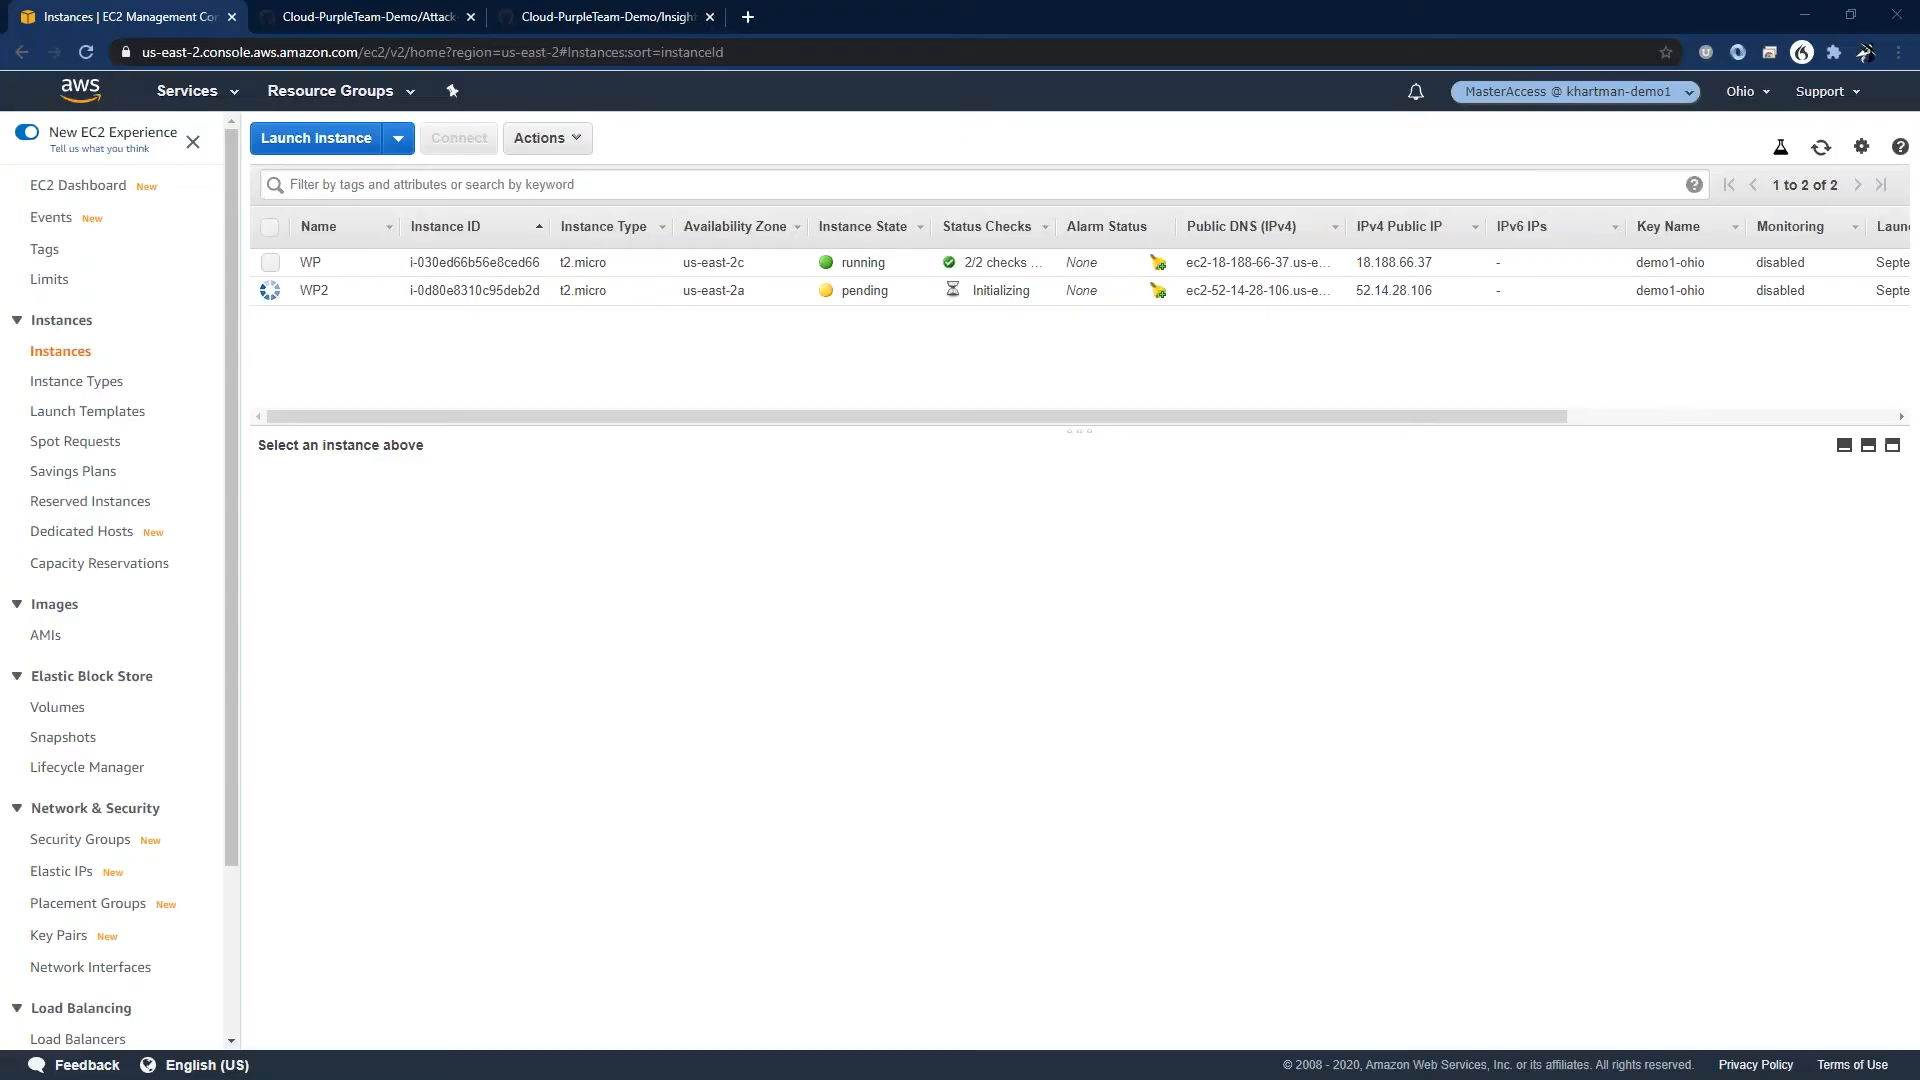 Instances | EC2 Management Con
Cloud-PurpleTeam-Demo/Attack-
Cloud-PurpleTeam-Demo/Insight
us-east-2.console.aws.amazon.com/ec2/v2/home?region=us-east-2#Instances:sort=instanceId
aws
Services
Resource Groups
MasterAccess @ khartman-demo1
Ohio
Support
New EC2 Experience
Tell us what you think
Launch Instance
Connect
Actions
Filter by tags and attributes or search by keyword
1 to 2 of 2
Name Instance ID Instance Type Availability Zone Instance State Status Checks Alarm Status Public DNS (IPv4) IPv4 Public IP IPv6 IPs Key Name Monitoring Laun
WP i-030ed66b56e8ced66 t2.micro us-east-2c running 2/2 checks ... None ec2-18-188-66-37.us-e... 18.188.66.37 - demo1-ohio disabled Septe
WP2 i-0d80e8310c95deb2d t2.micro us-east-2a pending Initializing None ec2-52-14-28-106.us-e... 52.14.28.106 - demo1-ohio disabled Septe
Select an instance above
EC2 Dashboard New
Events New
Tags
Limits
Instances
Instances
Instance Types
Launch Templates
Spot Requests
Savings Plans
Reserved Instances
Dedicated Hosts New
Capacity Reservations
Images
AMIs
Elastic Block Store
Volumes
Snapshots
Lifecycle Manager
Network & Security
Security Groups New
Elastic IPs New
Placement Groups New
Key Pairs New
Network Interfaces
Load Balancing
Load Balancers
Feedback
English (US)
© 2008 - 2020, Amazon Web Services, Inc. or its affiliates. All rights reserved.
Privacy Policy
Terms of Use